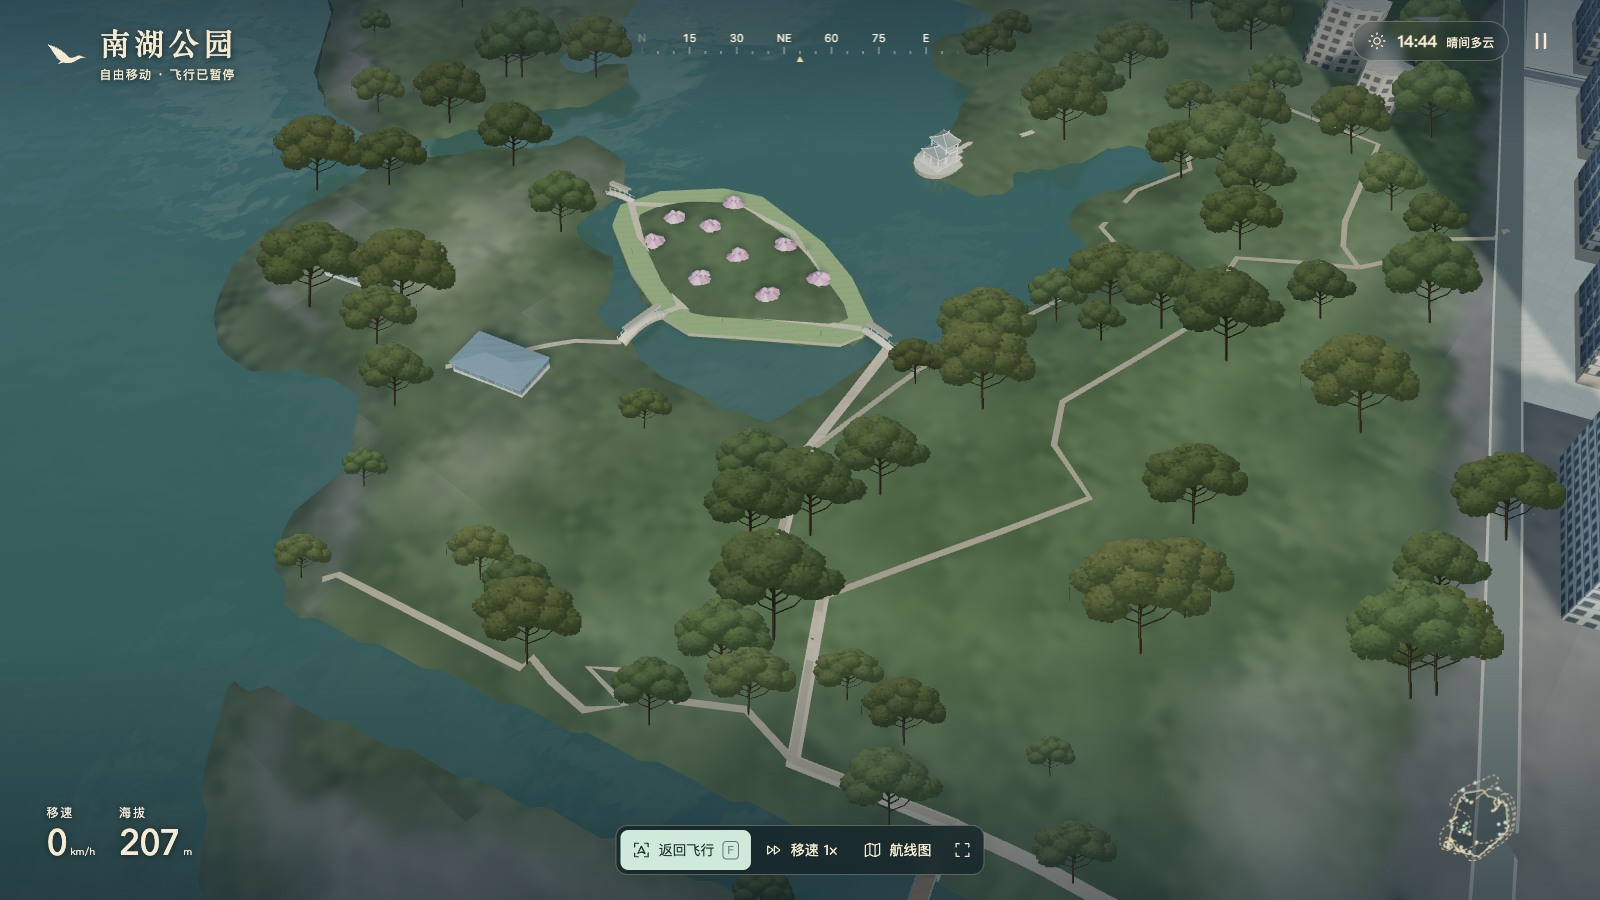 南湖公园
自由移动 · 飞行已暂停
N 15 30 NE 60 75 E
14:44 晴间多云
移速 海拔
0 km/h 207 m
返回飞行 F 移速 1x 航线图